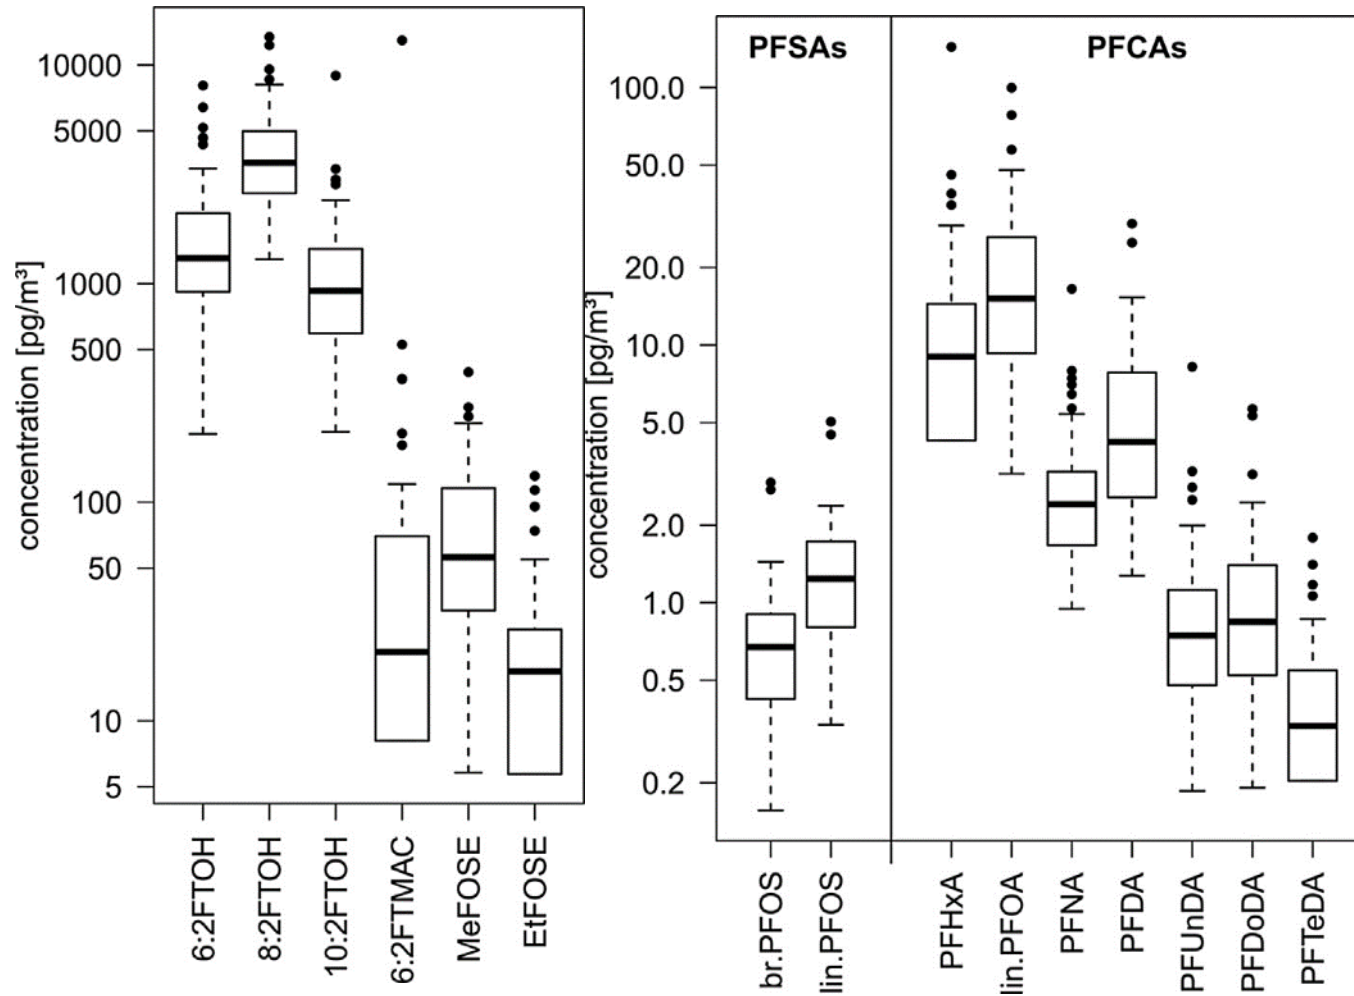 concentration [pg/m³]
10000
5000
1000
500
100
50
10
5
6:2FTOH
8:2FTOH
10:2FTOH
6:2FTMAC
MeFOSE
EtFOSE
concentration [pg/m³]
PFSAs
PFCAs
100.0
50.0
20.0
10.0
5.0
2.0
1.0
0.5
0.2
br.PFOS
lin.PFOS
PFHxA
lin.PFOA
PFNA
PFDA
PFUnDA
PFDoDA
PFTeDA